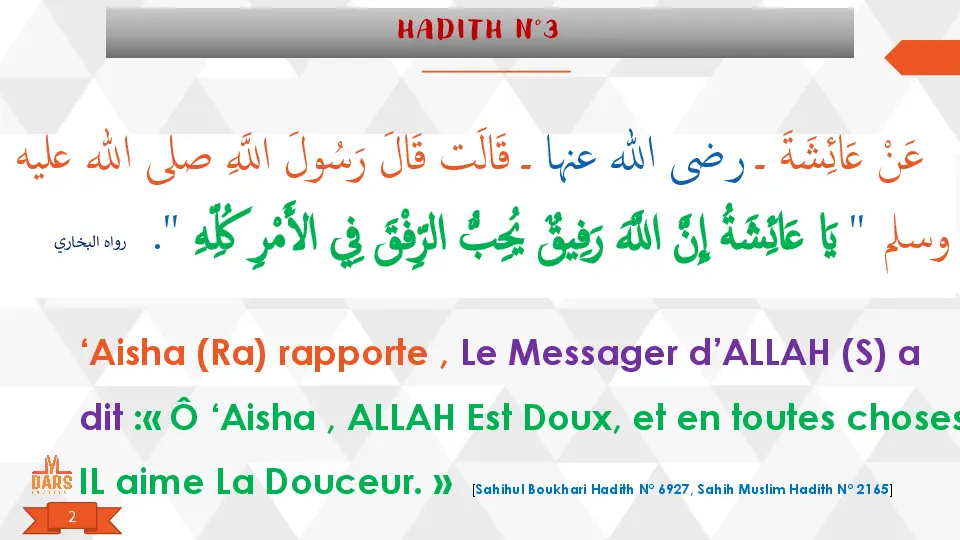 HADITH N°3
عَنْ عَائِشَةَ ـ رضى الله عنها ـ قَالَتْ قَالَ رَسُولَ اللَّهِ صلى الله عليه
وسلم " يَا عَائِشَةُ إِنَّ اللَّهَ رَفِيقٌ يُحِبُّ الرِّفْقَ فِي الأَمْرِ كُلِّهِ ". رواه البخاري
‘Aisha (Ra) rapporte , Le Messager d’ALLAH (S) a
dit :« Ô ‘Aisha , ALLAH Est Doux, et en toutes choses
IL aime La Douceur. » [Sahihul Boukhari Hadith N° 6927, Sahih Muslim Hadith N° 2165]
DARS
2